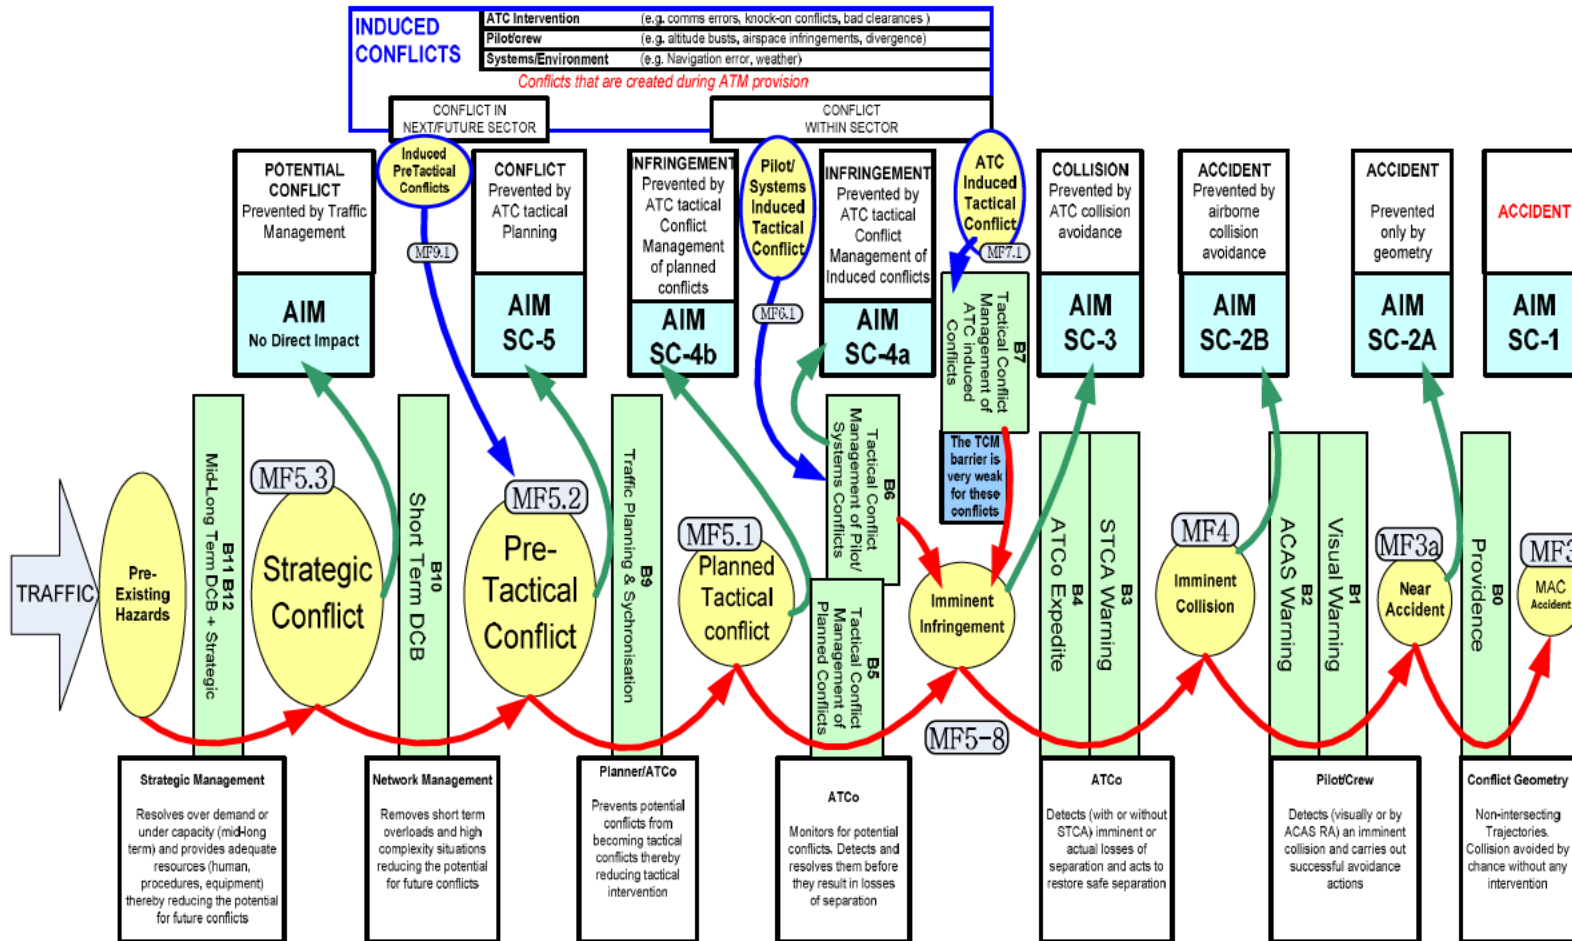 INDUCED
CONFLICTS
ATC Intervention (e.g. comms errors, knock-on conflicts, bad clearances )
Pilot/crew (e.g. altitude busts, airspace infringements, divergence)
Systems/Environment (e.g. Navigation error, weather)
Conflicts that are created during ATM provision
CONFLICT IN
NEXT/FUTURE SECTOR
CONFLICT
WITHIN SECTOR
POTENTIAL
CONFLICT
Prevented by Traffic
Management
AIM
No Direct Impact
Induced
PreTactical
Conflicts
MF9.1
CONFLICT
Prevented by
ATC tactical
Planning
AIM
SC-5
INFRINGEMENT
Prevented by
ATC tactical
Conflict
Management
of planned
conflicts
AIM
SC-4b
Pilot/
Systems
Induced
Tactical
Conflict
MF6.1
INFRINGEMENT
Prevented by
ATC tactical
Conflict
Management of
Induced conflicts
AIM
SC-4a
ATC
Induced
Tactical
Conflict
MF7.1
B7
Tactical Conflict
Management of
ATC induced
Conflicts
The TCM
barrier is
very weak
for these
conflicts
COLLISION
Prevented by
ATC collision
avoidance
AIM
SC-3
ACCIDENT
Prevented by
airborne
collision
avoidance
AIM
SC-2B
ACCIDENT
Prevented
only by
geometry
AIM
SC-2A
ACCIDENT
AIM
SC-1
TRAFFIC
Pre-
Existing
Hazards
B11 B12
Mid-Long Term DCB + Strategic
MF5.3
Strategic
Conflict
B10
Short Term DCB
MF5.2
Pre-
Tactical
Conflict
B9
Traffic Planning & Sychronisation
MF5.1
Planned
Tactical
conflict
B6
Tactical Conflict
Management of Pilot/
Systems Conflicts
B5
Tactical Conflict
Management of
Planned Conflicts
Imminent
Infringement
MF5-8
B4
ATCo Expedite
B3
STCA Warning
MF4
Imminent
Collision
B2
ACAS Warning
B1
Visual Warning
MF3a
Near
Accident
B0
Providence
MF3
MAC
Accident
Strategic Management
Resolves over demand or
under capacity (mid-long
term) and provides adequate
resources (human,
procedures, equipment)
thereby reducing the potential
for future conflicts
Network Management
Removes short term
overloads and high
complexity situations
reducing the potential
for future conflicts
Planner/ATCo
Prevents potential
conflicts from
becoming tactical
conflicts thereby
reducing tactical
intervention
ATCo
Monitors for potential
conflicts. Detects and
resolves them before
they result in losses
of separation
ATCo
Detects (with or without
STCA) imminent or
actual losses of
separation and acts to
restore safe separation
Pilot/Crew
Detects (visually or by
ACAS RA) an imminent
collision and carries out
successful avoidance
actions
Conflict Geometry
Non-intersecting
Trajectories.
Collision avoided by
chance without any
intervention